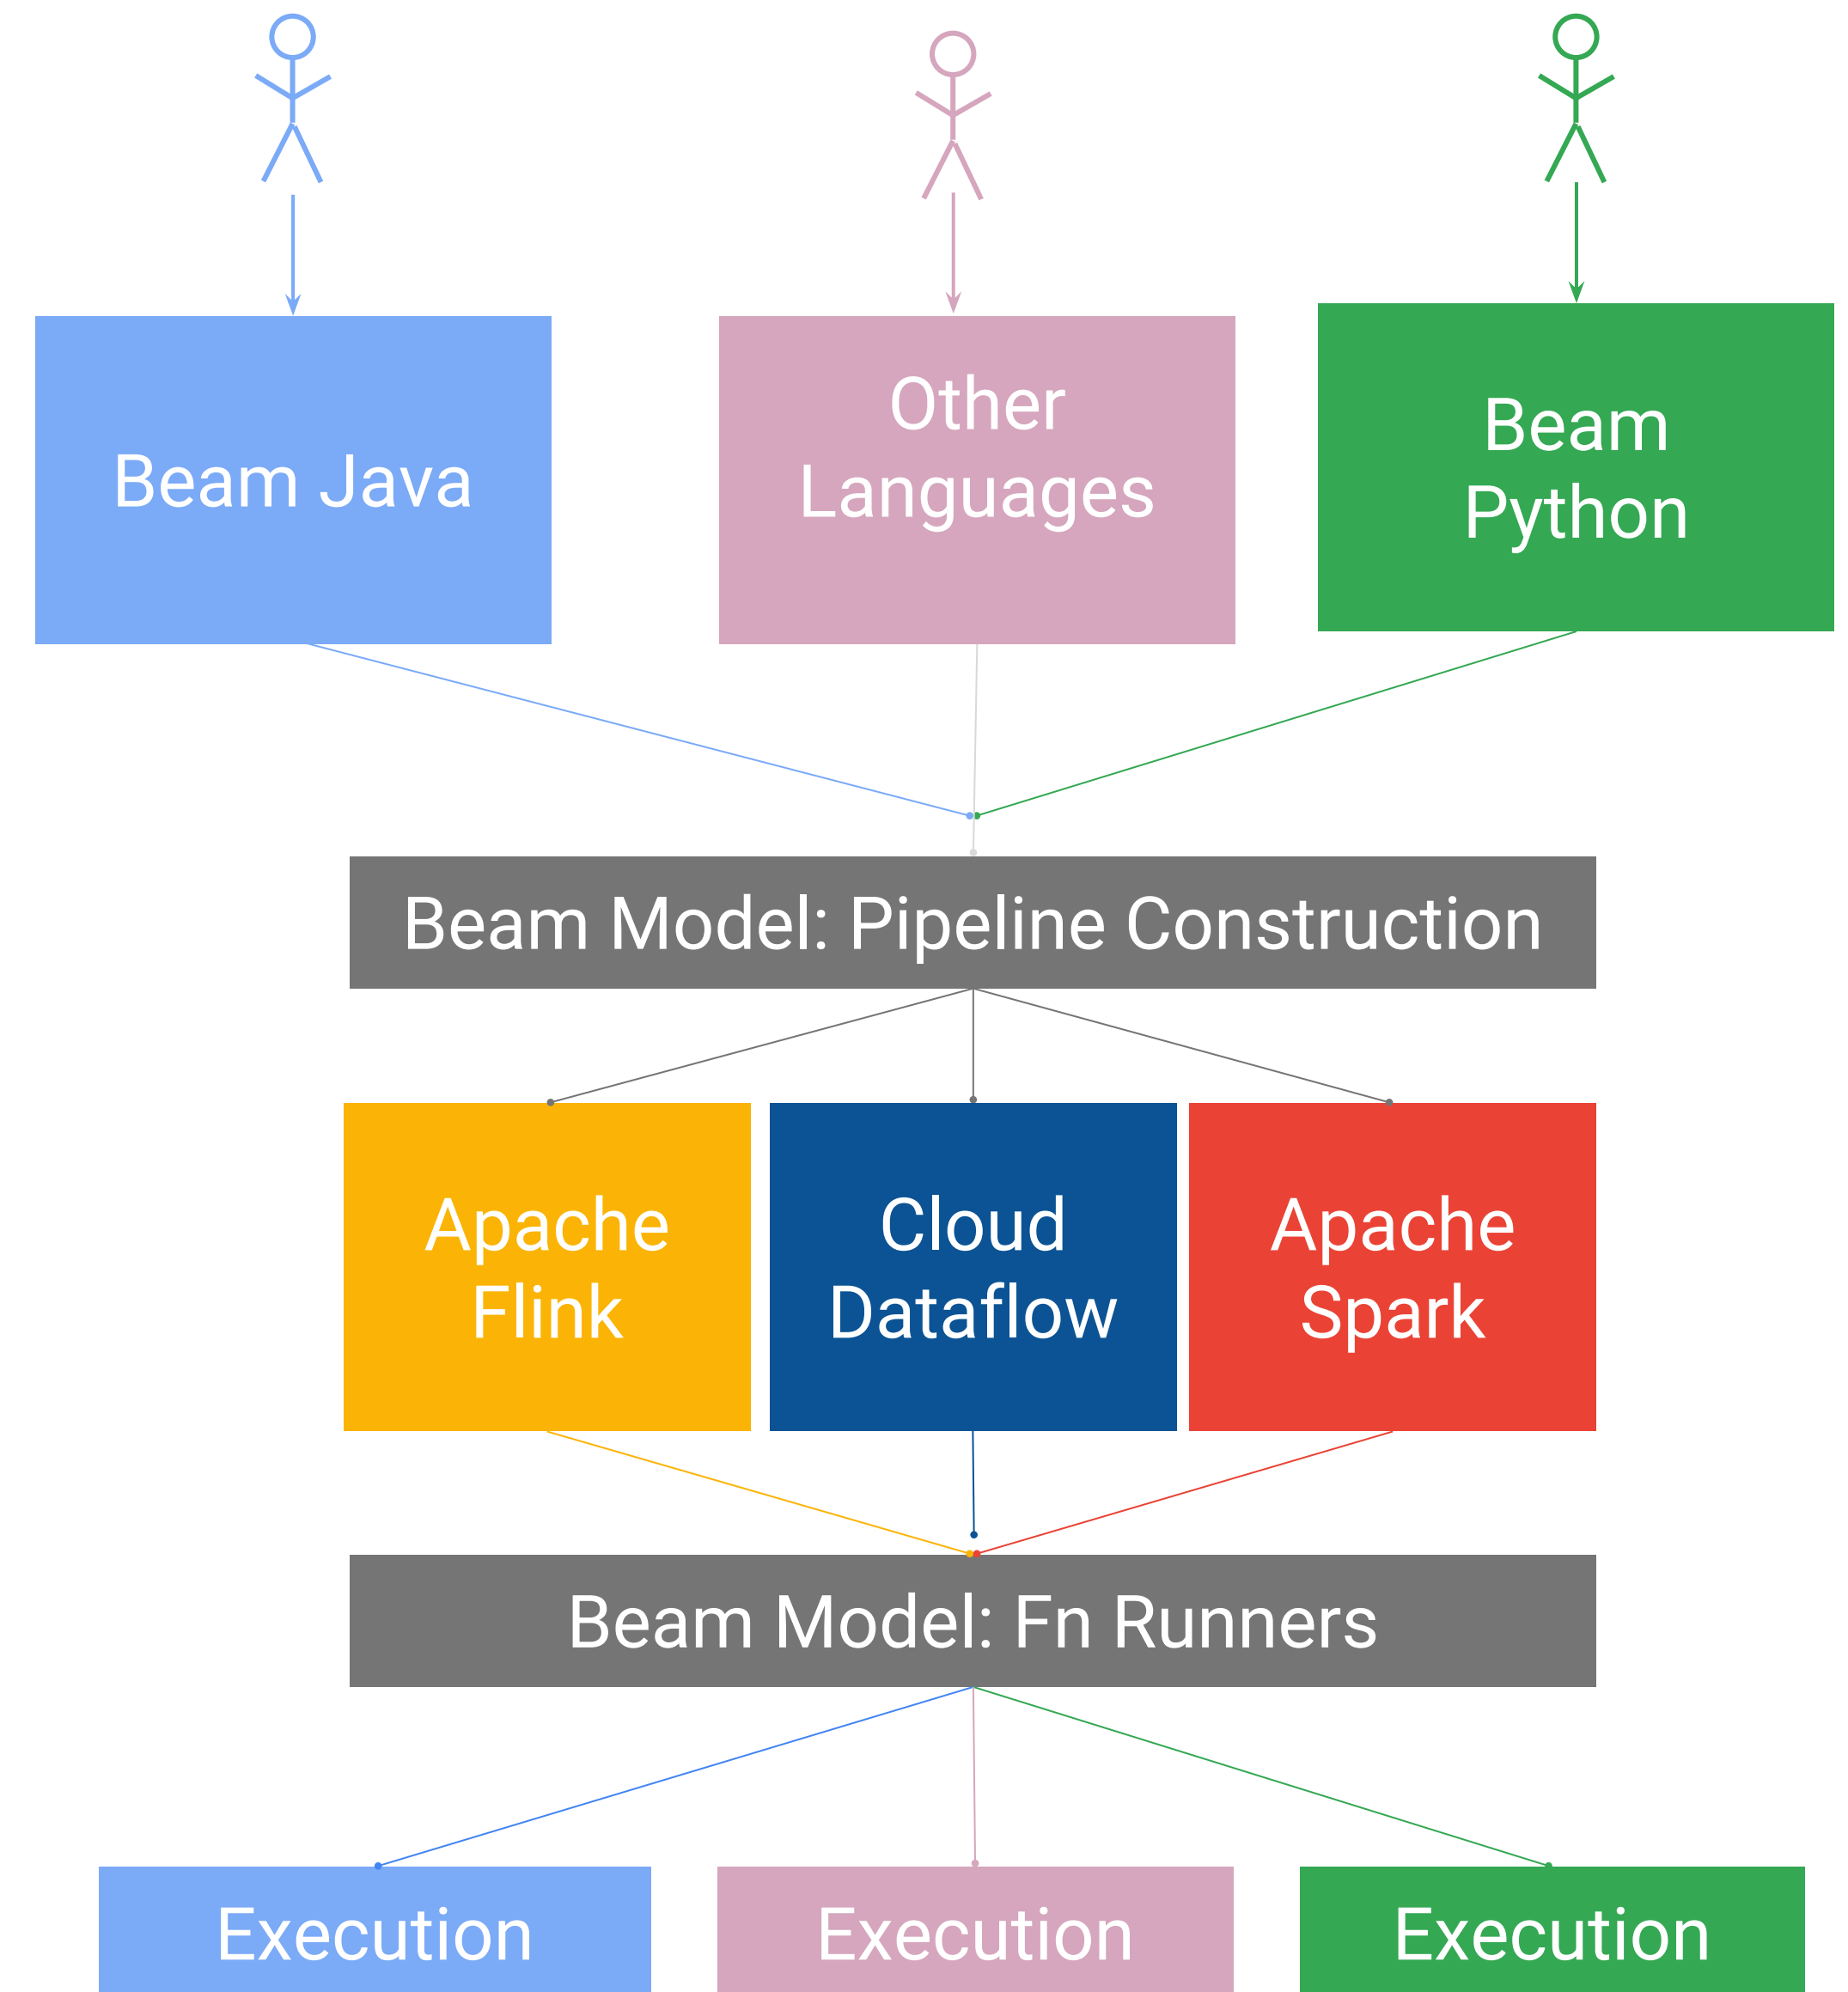 Beam Java
Other
Languages
Beam
Python
Beam Model: Pipeline Construction
Apache
Flink
Cloud
Dataflow
Apache
Spark
Beam Model: Fn Runners
Execution
Execution
Execution